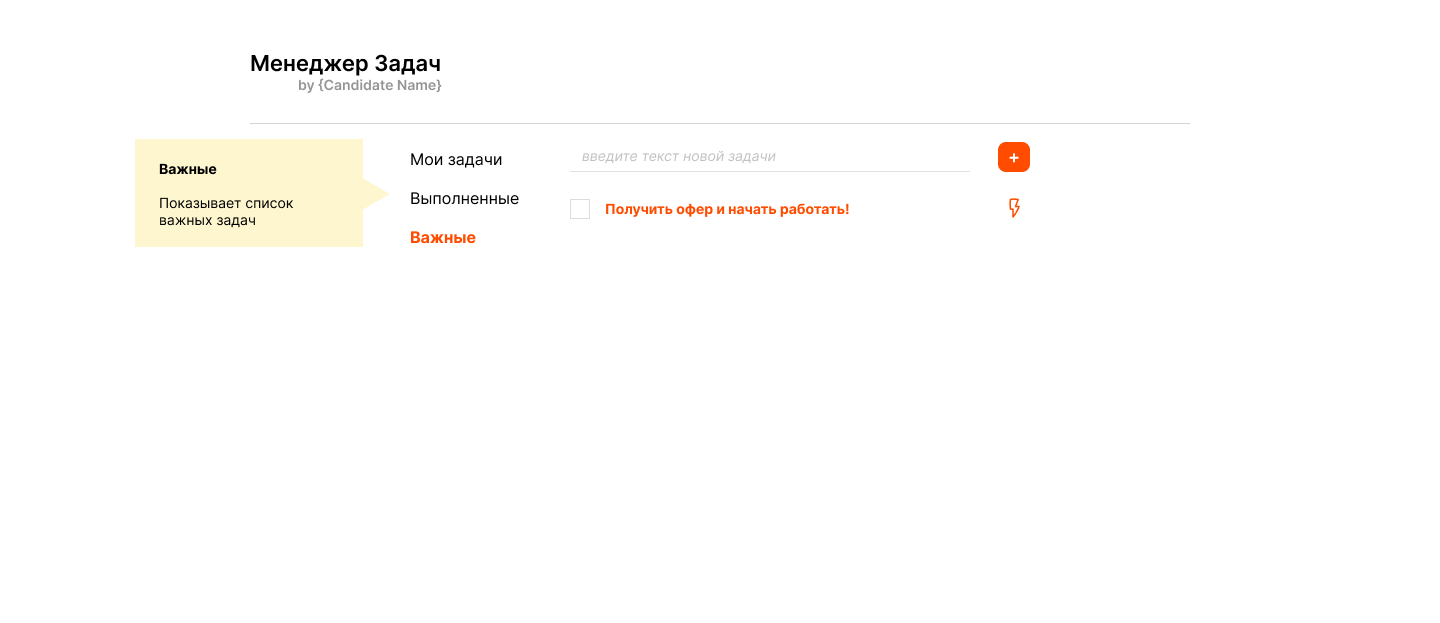 Менеджер Задач
by {Candidate Name}
Важные
Показывает список
важных задач
Мои задачи
Выполненные
Важные
введите текст новой задачи
+
Получить офер и начать работать!